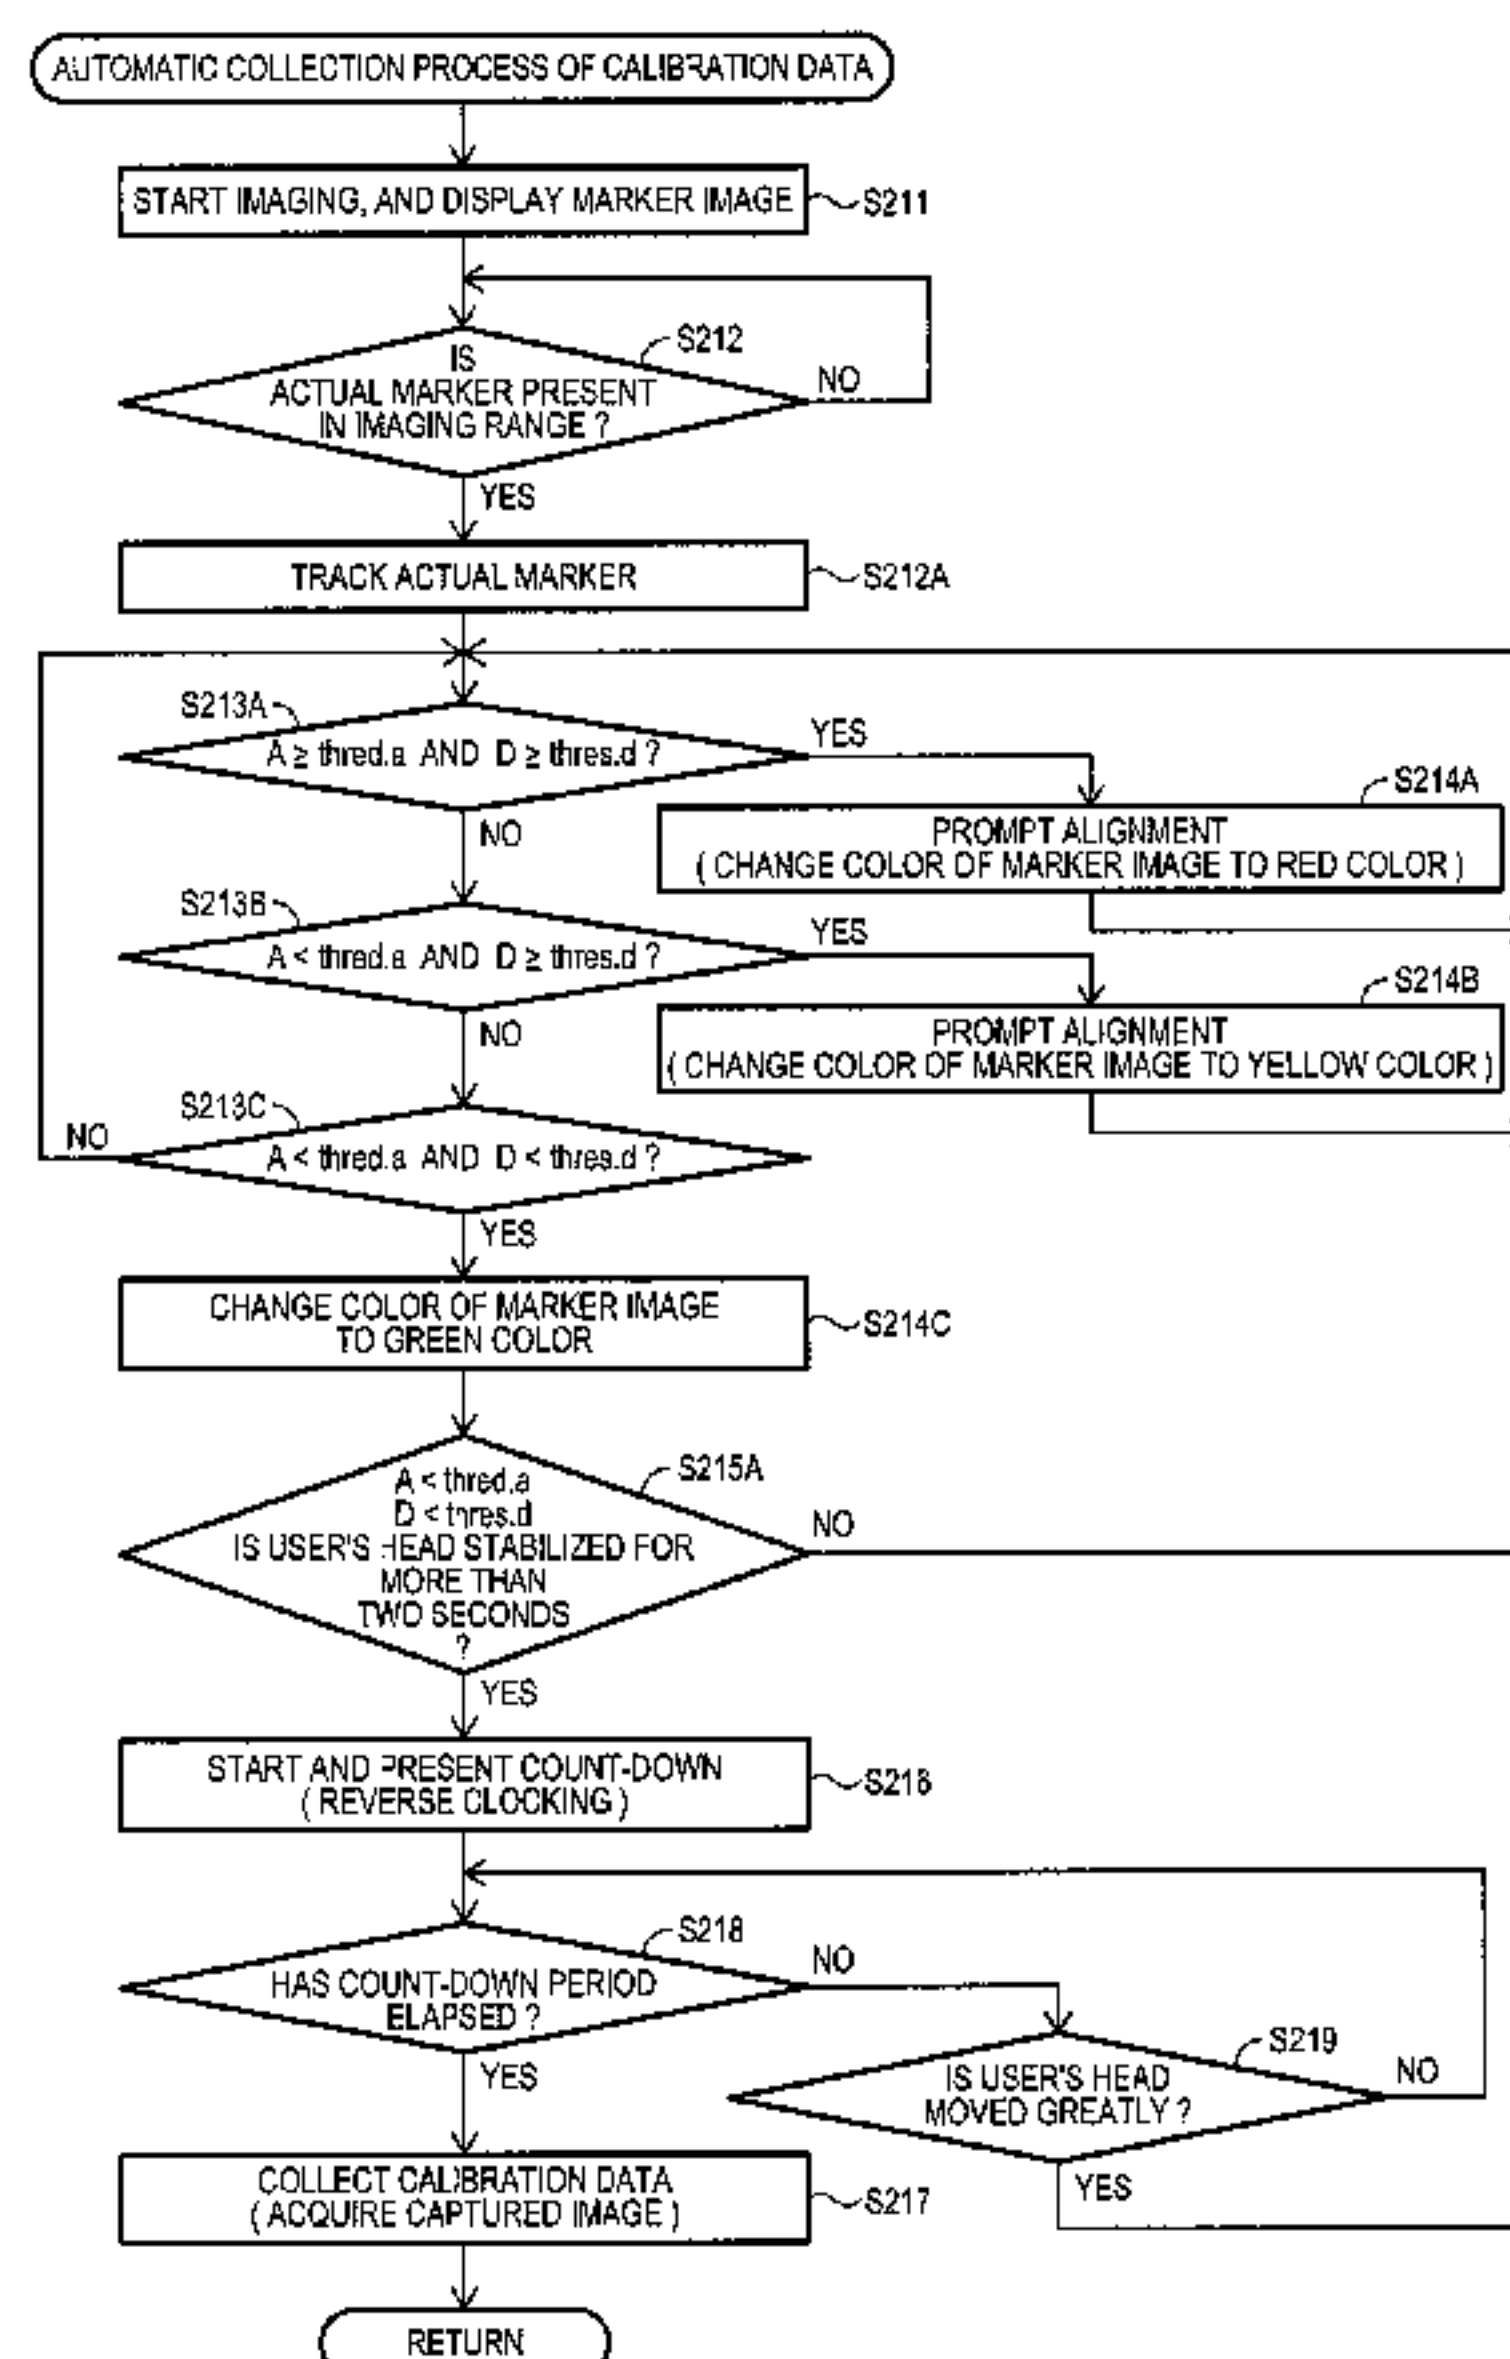 AUTOMATIC COLLECTION PROCESS OF CALIBRATION DATA
START IMAGING, AND DISPLAY MARKER IMAGE
S211
S212
IS
ACTUAL MARKER PRESENT
IN IMAGING RANGE ?
NO
YES
TRACK ACTUAL MARKER
S212A
S213A
A ≥ thred.a AND D ≥ thres.d ?
YES
NO
S214A
PROMPT ALIGNMENT
( CHANGE COLOR OF MARKER IMAGE TO RED COLOR )
S213B
A < thred.a AND D ≥ thres.d ?
YES
NO
S214B
PROMPT ALIGNMENT
( CHANGE COLOR OF MARKER IMAGE TO YELLOW COLOR )
S213C
NO
A < thred.a AND D < thres.d ?
YES
CHANGE COLOR OF MARKER IMAGE
TO GREEN COLOR
S214C
S215A
A < thred.a
D < thres.d
IS USER'S HEAD STABILIZED FOR
MORE THAN
TWO SECONDS
?
NO
YES
START AND PRESENT COUNT-DOWN
( REVERSE CLOCKING )
S216
S218
HAS COUNT-DOWN PERIOD
ELAPSED ?
NO
YES
S219
IS USER'S HEAD
MOVED GREATLY ?
NO
YES
COLLECT CALIBRATION DATA
( ACQUIRE CAPTURED IMAGE )
S217
RETURN